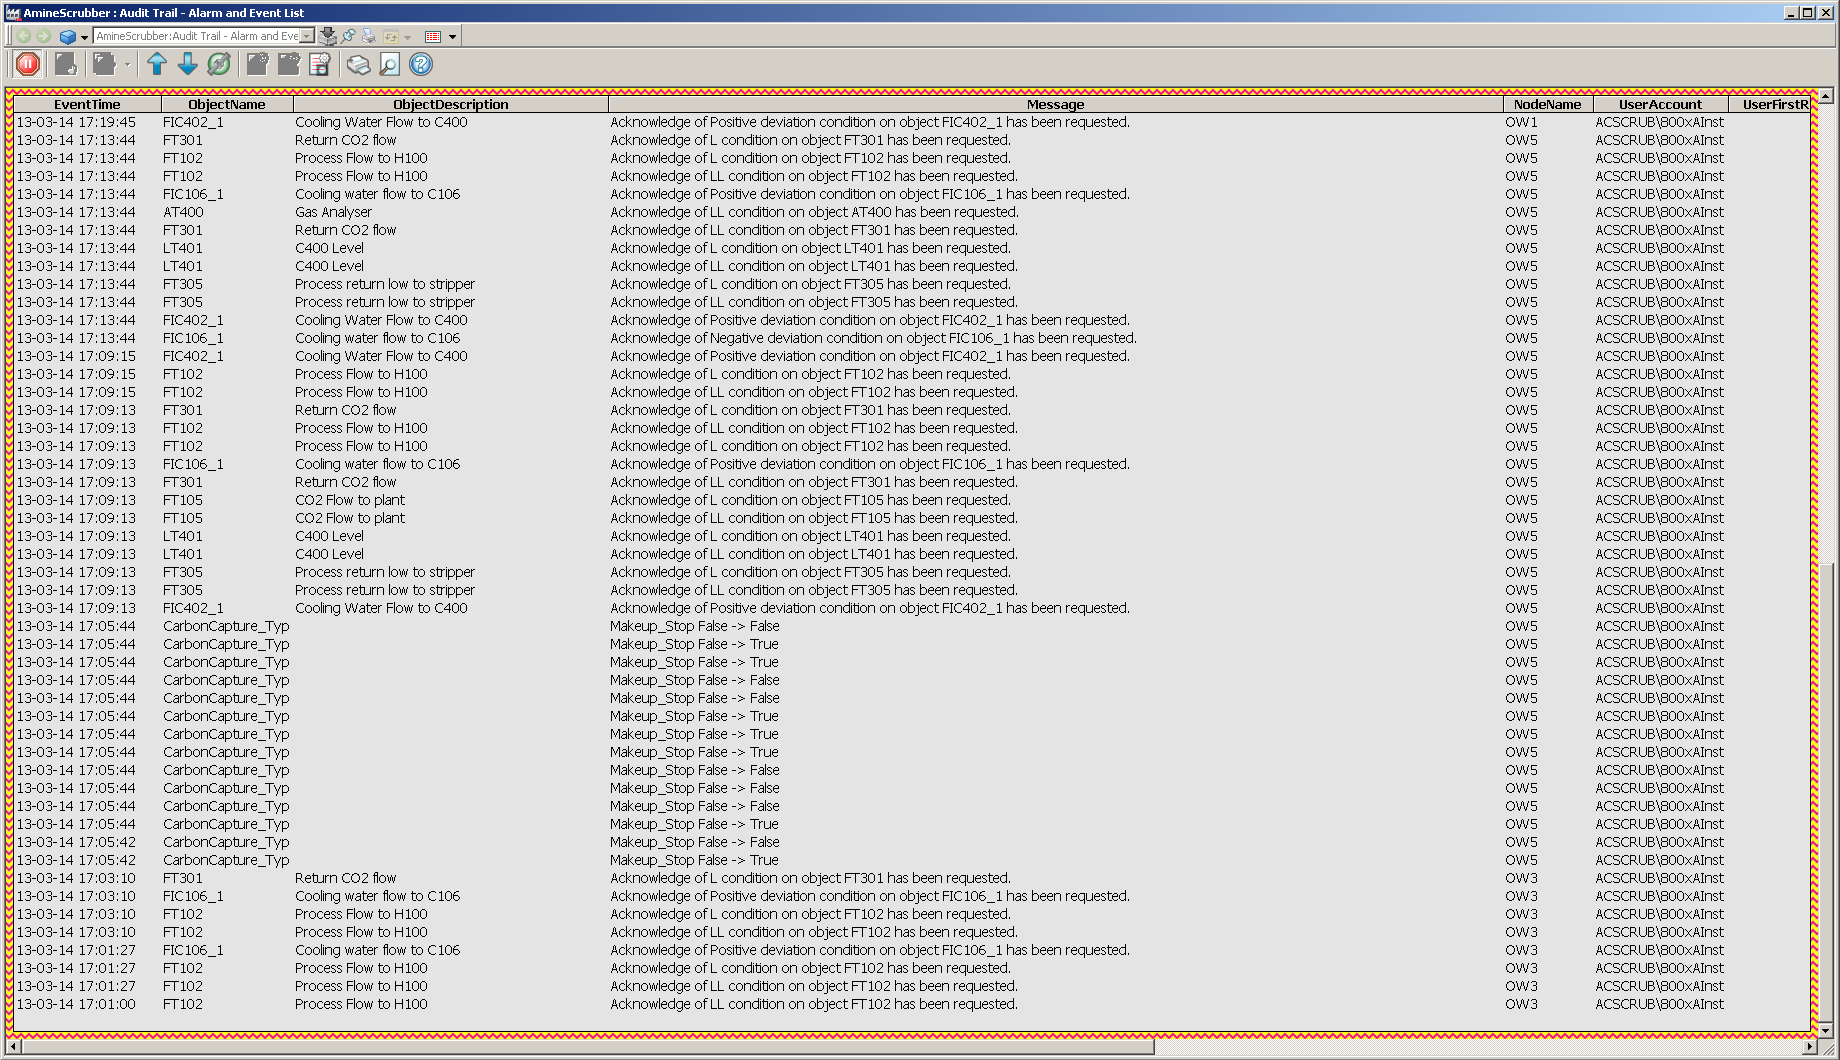 AmineScrubber : Audit Trail - Alarm and Event List
AmineScrubber:Audit Trail - Alarm and Eve
EventTime ObjectName ObjectDescription Message NodeName UserAccount UserFirstR
13-03-14 17:19:45 FIC402_1 Cooling Water Flow to C400 Acknowledge of Positive deviation condition on object FIC402_1 has been requested. OW1 ACSCRUB\800xAInst
13-03-14 17:13:44 FT301 Return CO2 flow Acknowledge of L condition on object FT301 has been requested. OW5 ACSCRUB\800xAInst
13-03-14 17:13:44 FT102 Process Flow to H100 Acknowledge of L condition on object FT102 has been requested. OW5 ACSCRUB\800xAInst
13-03-14 17:13:44 FT102 Process Flow to H100 Acknowledge of LL condition on object FT102 has been requested. OW5 ACSCRUB\800xAInst
13-03-14 17:13:44 FIC106_1 Cooling water flow to C106 Acknowledge of Positive deviation condition on object FIC106_1 has been requested. OW5 ACSCRUB\800xAInst
13-03-14 17:13:44 AT400 Gas Analyser Acknowledge of LL condition on object AT400 has been requested. OW5 ACSCRUB\800xAInst
13-03-14 17:13:44 FT301 Return CO2 flow Acknowledge of LL condition on object FT301 has been requested. OW5 ACSCRUB\800xAInst
13-03-14 17:13:44 LT401 C400 Level Acknowledge of L condition on object LT401 has been requested. OW5 ACSCRUB\800xAInst
13-03-14 17:13:44 LT401 C400 Level Acknowledge of LL condition on object LT401 has been requested. OW5 ACSCRUB\800xAInst
13-03-14 17:13:44 FT305 Process return low to stripper Acknowledge of L condition on object FT305 has been requested. OW5 ACSCRUB\800xAInst
13-03-14 17:13:44 FT305 Process return low to stripper Acknowledge of LL condition on object FT305 has been requested. OW5 ACSCRUB\800xAInst
13-03-14 17:13:44 FIC402_1 Cooling Water Flow to C400 Acknowledge of Positive deviation condition on object FIC402_1 has been requested. OW5 ACSCRUB\800xAInst
13-03-14 17:13:44 FIC106_1 Cooling water flow to C106 Acknowledge of Negative deviation condition on object FIC106_1 has been requested. OW5 ACSCRUB\800xAInst
13-03-14 17:09:15 FIC402_1 Cooling Water Flow to C400 Acknowledge of Positive deviation condition on object FIC402_1 has been requested. OW5 ACSCRUB\800xAInst
13-03-14 17:09:15 FT102 Process Flow to H100 Acknowledge of L condition on object FT102 has been requested. OW5 ACSCRUB\800xAInst
13-03-14 17:09:15 FT102 Process Flow to H100 Acknowledge of LL condition on object FT102 has been requested. OW5 ACSCRUB\800xAInst
13-03-14 17:09:13 FT301 Return CO2 flow Acknowledge of L condition on object FT301 has been requested. OW5 ACSCRUB\800xAInst
13-03-14 17:09:13 FT102 Process Flow to H100 Acknowledge of LL condition on object FT102 has been requested. OW5 ACSCRUB\800xAInst
13-03-14 17:09:13 FT102 Process Flow to H100 Acknowledge of L condition on object FT102 has been requested. OW5 ACSCRUB\800xAInst
13-03-14 17:09:13 FIC106_1 Cooling water flow to C106 Acknowledge of Positive deviation condition on object FIC106_1 has been requested. OW5 ACSCRUB\800xAInst
13-03-14 17:09:13 FT301 Return CO2 flow Acknowledge of LL condition on object FT301 has been requested. OW5 ACSCRUB\800xAInst
13-03-14 17:09:13 FT105 CO2 Flow to plant Acknowledge of L condition on object FT105 has been requested. OW5 ACSCRUB\800xAInst
13-03-14 17:09:13 FT105 CO2 Flow to plant Acknowledge of LL condition on object FT105 has been requested. OW5 ACSCRUB\800xAInst
13-03-14 17:09:13 LT401 C400 Level Acknowledge of L condition on object LT401 has been requested. OW5 ACSCRUB\800xAInst
13-03-14 17:09:13 LT401 C400 Level Acknowledge of LL condition on object LT401 has been requested. OW5 ACSCRUB\800xAInst
13-03-14 17:09:13 FT305 Process return low to stripper Acknowledge of L condition on object FT305 has been requested. OW5 ACSCRUB\800xAInst
13-03-14 17:09:13 FT305 Process return low to stripper Acknowledge of LL condition on object FT305 has been requested. OW5 ACSCRUB\800xAInst
13-03-14 17:09:13 FIC402_1 Cooling Water Flow to C400 Acknowledge of Positive deviation condition on object FIC402_1 has been requested. OW5 ACSCRUB\800xAInst
13-03-14 17:05:44 CarbonCapture_Typ Makeup_Stop False -> False OW5 ACSCRUB\800xAInst
13-03-14 17:05:44 CarbonCapture_Typ Makeup_Stop False -> True OW5 ACSCRUB\800xAInst
13-03-14 17:05:44 CarbonCapture_Typ Makeup_Stop False -> True OW5 ACSCRUB\800xAInst
13-03-14 17:05:44 CarbonCapture_Typ Makeup_Stop False -> False OW5 ACSCRUB\800xAInst
13-03-14 17:05:44 CarbonCapture_Typ Makeup_Stop False -> False OW5 ACSCRUB\800xAInst
13-03-14 17:05:44 CarbonCapture_Typ Makeup_Stop False -> True OW5 ACSCRUB\800xAInst
13-03-14 17:05:44 CarbonCapture_Typ Makeup_Stop False -> True OW5 ACSCRUB\800xAInst
13-03-14 17:05:44 CarbonCapture_Typ Makeup_Stop False -> True OW5 ACSCRUB\800xAInst
13-03-14 17:05:44 CarbonCapture_Typ Makeup_Stop False -> False OW5 ACSCRUB\800xAInst
13-03-14 17:05:44 CarbonCapture_Typ Makeup_Stop False -> False OW5 ACSCRUB\800xAInst
13-03-14 17:05:44 CarbonCapture_Typ Makeup_Stop False -> False OW5 ACSCRUB\800xAInst
13-03-14 17:05:44 CarbonCapture_Typ Makeup_Stop False -> True OW5 ACSCRUB\800xAInst
13-03-14 17:05:42 CarbonCapture_Typ Makeup_Stop False -> False OW5 ACSCRUB\800xAInst
13-03-14 17:05:42 CarbonCapture_Typ Makeup_Stop False -> True OW5 ACSCRUB\800xAInst
13-03-14 17:03:10 FT301 Return CO2 flow Acknowledge of L condition on object FT301 has been requested. OW3 ACSCRUB\800xAInst
13-03-14 17:03:10 FIC106_1 Cooling water flow to C106 Acknowledge of Positive deviation condition on object FIC106_1 has been requested. OW3 ACSCRUB\800xAInst
13-03-14 17:03:10 FT102 Process Flow to H100 Acknowledge of L condition on object FT102 has been requested. OW3 ACSCRUB\800xAInst
13-03-14 17:03:10 FT102 Process Flow to H100 Acknowledge of LL condition on object FT102 has been requested. OW3 ACSCRUB\800xAInst
13-03-14 17:01:27 FIC106_1 Cooling water flow to C106 Acknowledge of Positive deviation condition on object FIC106_1 has been requested. OW3 ACSCRUB\800xAInst
13-03-14 17:01:27 FT102 Process Flow to H100 Acknowledge of L condition on object FT102 has been requested. OW3 ACSCRUB\800xAInst
13-03-14 17:01:27 FT102 Process Flow to H100 Acknowledge of LL condition on object FT102 has been requested. OW3 ACSCRUB\800xAInst
13-03-14 17:01:00 FT102 Process Flow to H100 Acknowledge of LL condition on object FT102 has been requested. OW3 ACSCRUB\800xAInst